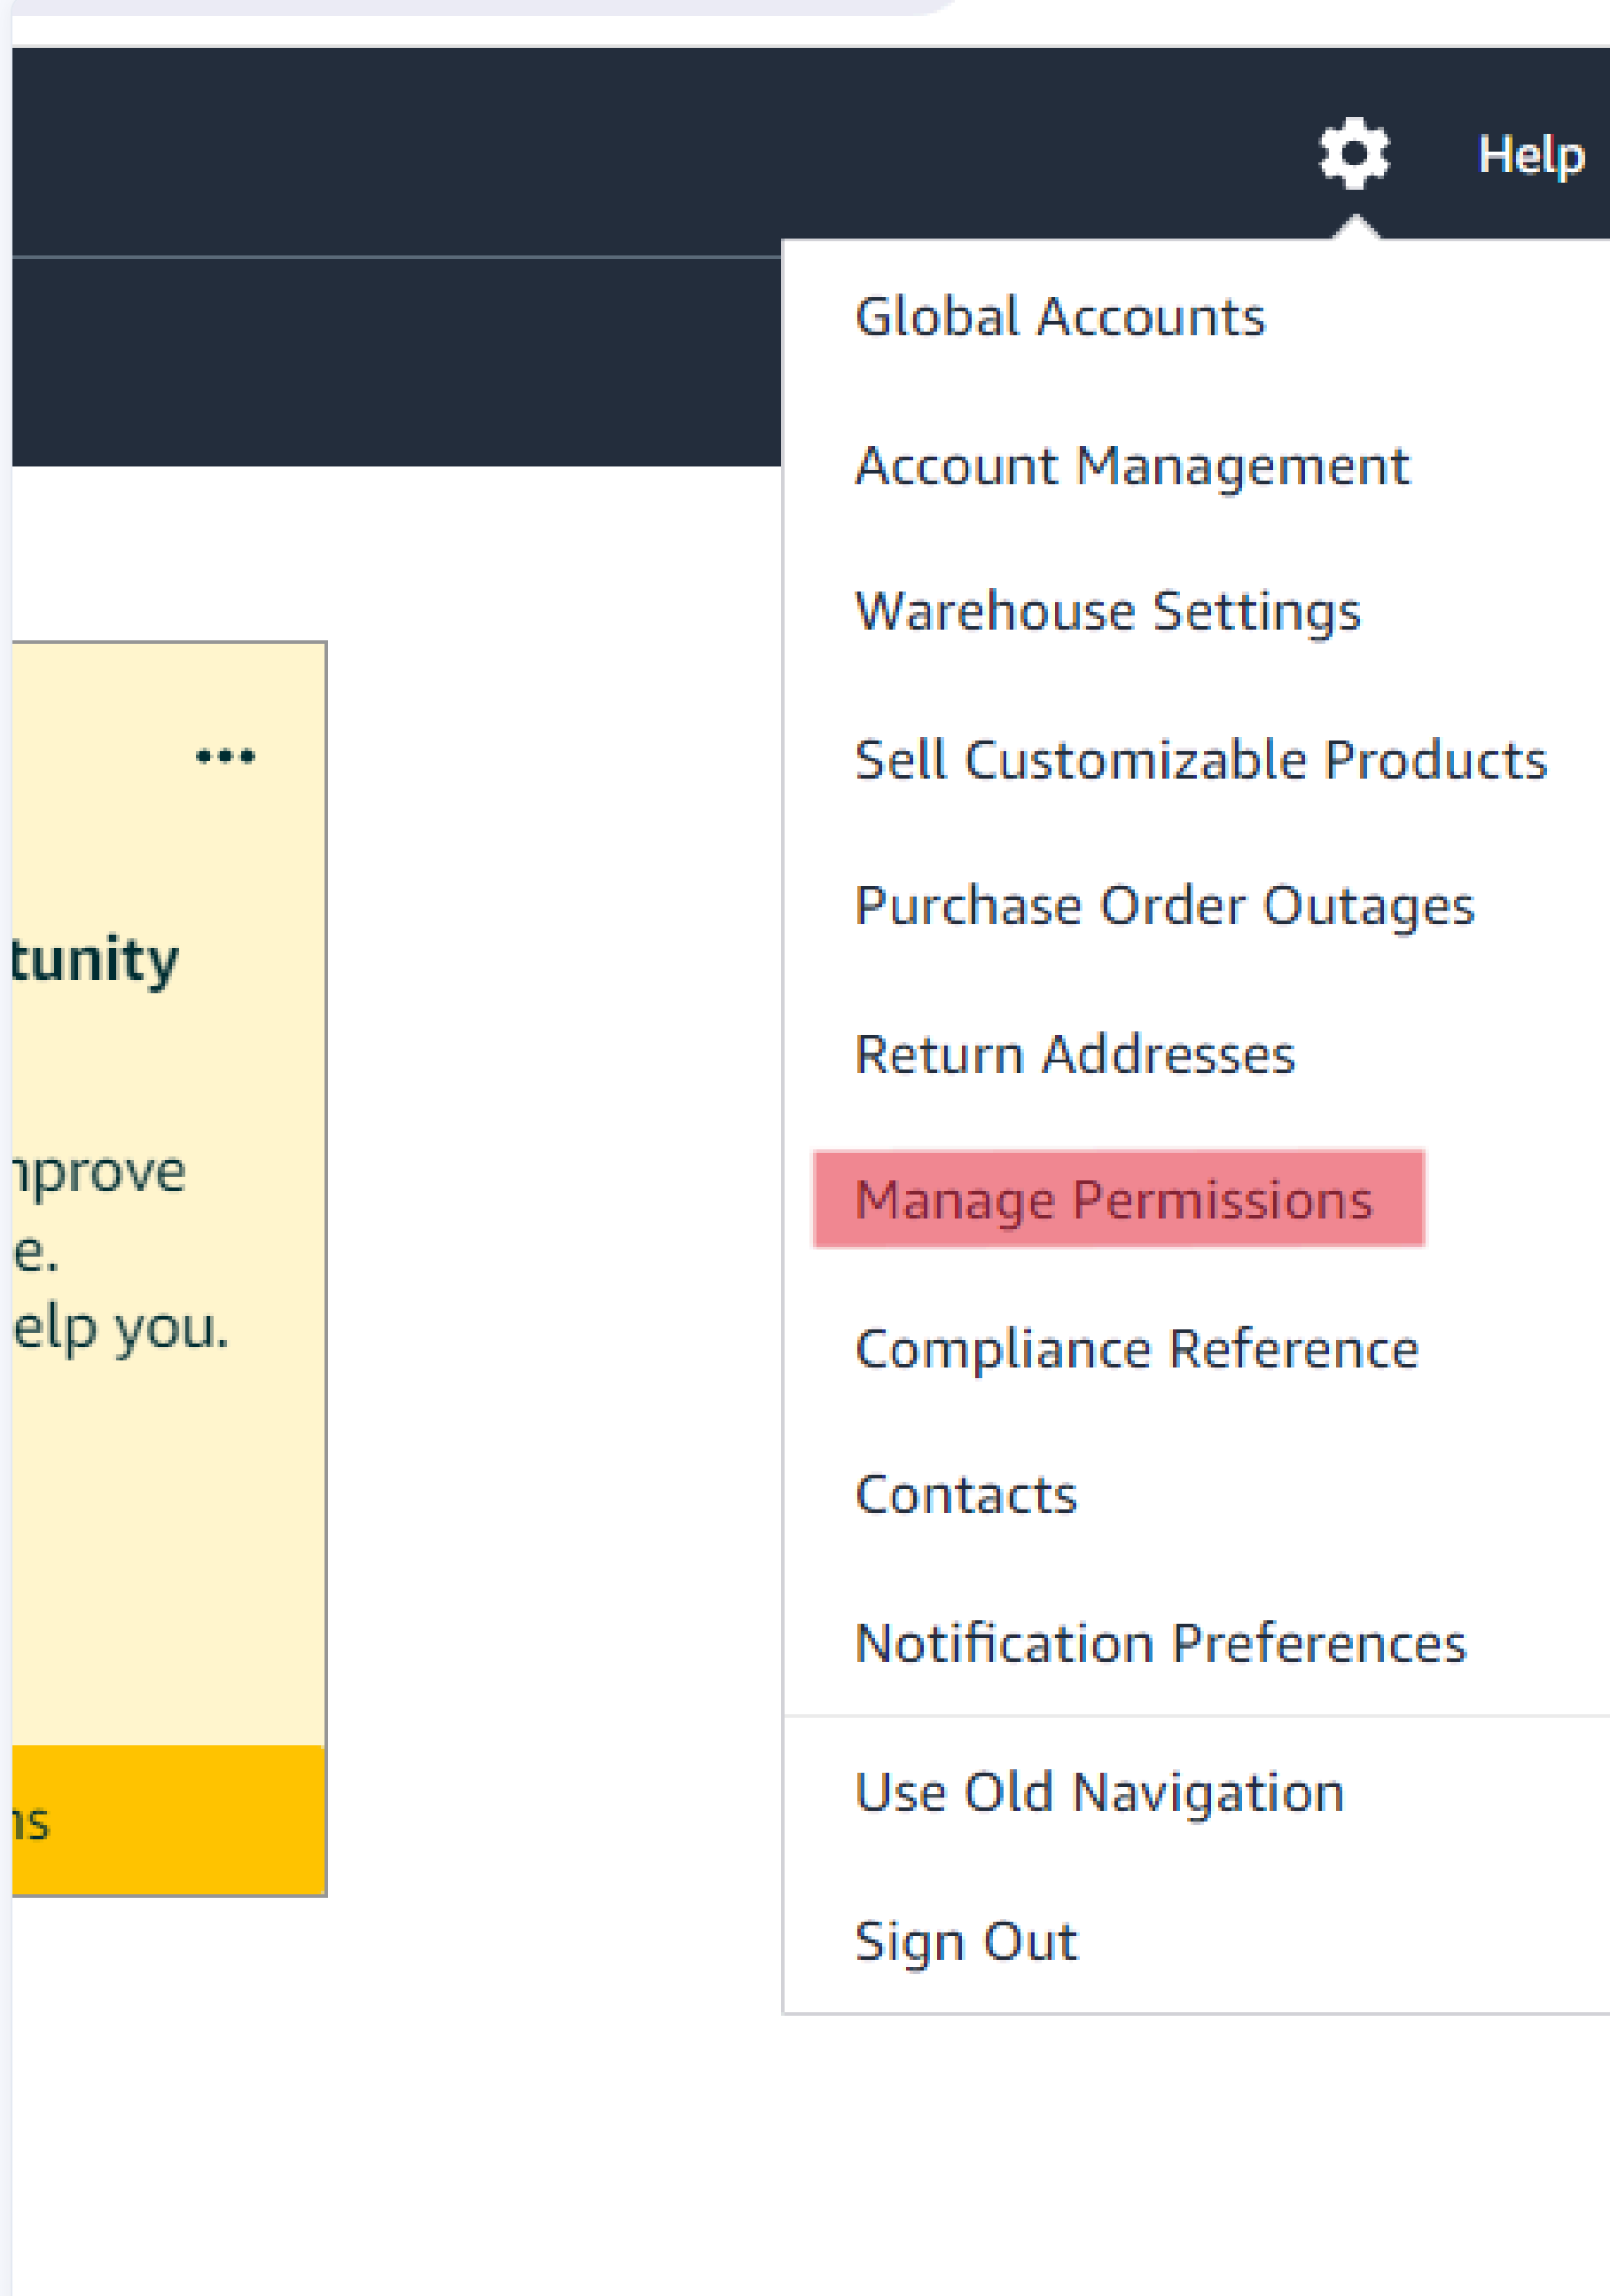 Help
Global Accounts
Account Management
Warehouse Settings
Sell Customizable Products
Purchase Order Outages
Return Addresses
Manage Permissions
Compliance Reference
Contacts
Notification Preferences
Use Old Navigation
Sign Out
tunity
prove
e.
elp you.
s